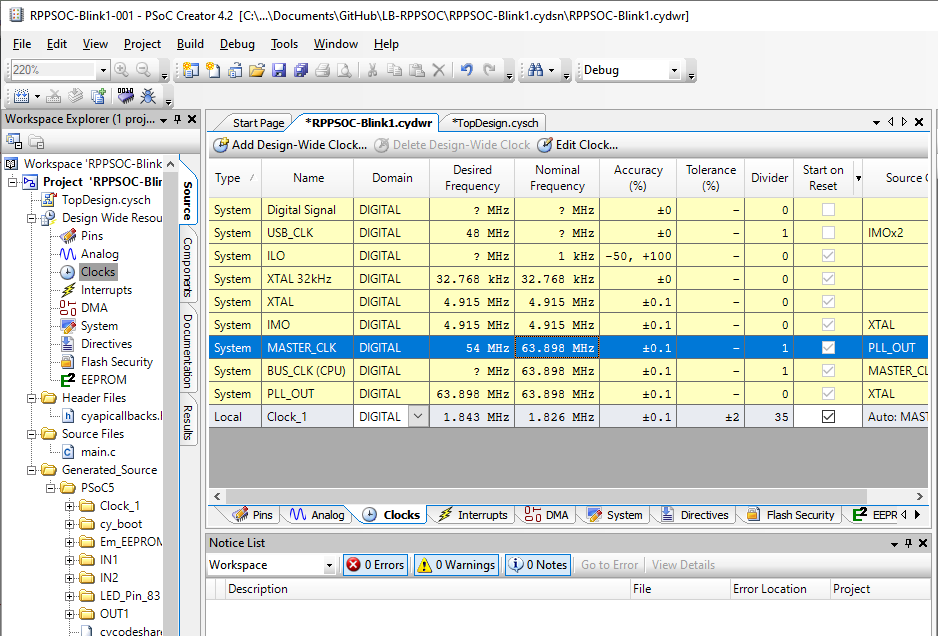 RPPSOC-Blink1-001 - PSoC Creator 4.2 [C:\...\Documents\GitHub\LB-RPPSOC\RPPSOC-Blink1.cydsn\RPPSOC-Blink1.cydwr]
File Edit View Project Build Debug Tools Window Help
220% Debug
Workspace Explorer (1 proj...
Workspace 'RPPSOC-Blink
Project 'RPPSOC-Blin
TopDesign.cysch
Design Wide Resou
Pins
Analog
Clocks
Interrupts
DMA
System
Directives
Flash Security
EEPROM
Header Files
cyapicallbacks.
Source Files
main.c
Generated_Source
PSoC5
Clock_1
cy_boot
Em_EEPROM
IN1
IN2
LED_Pin_83
OUT1
cycodeshare
Source
Components
Documentation
Results
Start Page *RPPSOC-Blink1.cydwr *TopDesign.cysch
Add Design-Wide Clock... Delete Design-Wide Clock Edit Clock...
Type Name Domain Desired Frequency Nominal Frequency Accuracy (%) Tolerance (%) Divider Start on Reset Source C
System Digital Signal DIGITAL ? MHz ? MHz ±0 - 0
System USB_CLK DIGITAL 48 MHz ? MHz ±0 - 1 IMOx2
System ILO DIGITAL ? MHz 1 kHz -50, +100 - 0
System XTAL 32kHz DIGITAL 32.768 kHz 32.768 kHz ±0 - 0
System XTAL DIGITAL 4.915 MHz 4.915 MHz ±0.1 - 0
System IMO DIGITAL 4.915 MHz 4.915 MHz ±0.1 - 0 XTAL
System MASTER_CLK DIGITAL 54 MHz 63.898 MHz ±0.1 - 1 PLL_OUT
System BUS_CLK (CPU) DIGITAL ? MHz 63.898 MHz ±0.1 - 1 MASTER_CL
System PLL_OUT DIGITAL 63.898 MHz 63.898 MHz ±0.1 - 0 XTAL
Local Clock_1 DIGITAL 1.843 MHz 1.826 MHz ±0.1 ±2 35 Auto: MAST
Pins Analog Clocks Interrupts DMA System Directives Flash Security EEPR
Notice List
Workspace 0 Errors 0 Warnings 0 Notes Go to Error View Details
Description File Error Location Project